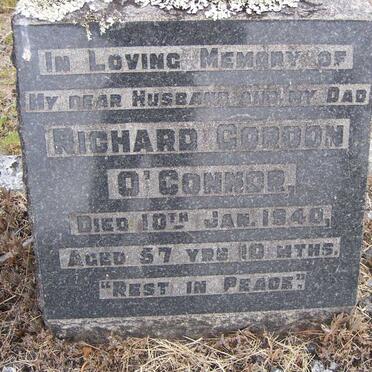 In Loving Memory of
My dear Husband and my Dad
Richard Gordon
O'Connor,
Died 10th Jan. 1940,
Aged 57 yrs 10 mths.
"Rest in Peace".